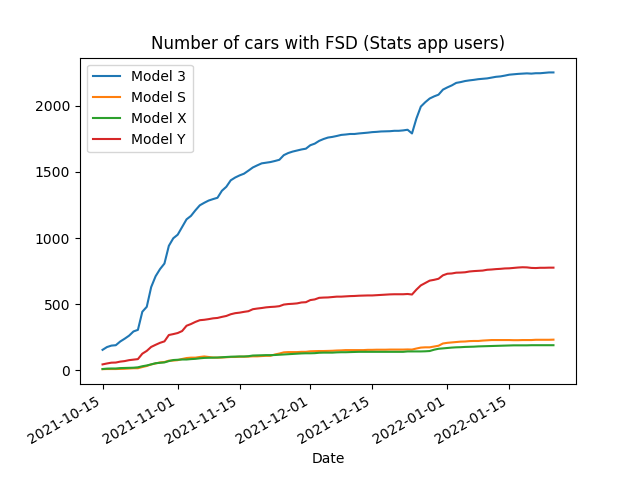 Number of cars with FSD (Stats app users)
Model 3
Model S
Model X
Model Y
2000
1500
1000
500
0
2021-10-15
2021-11-01
2021-11-15
2021-12-01
2021-12-15
2022-01-01
2022-01-15
Date